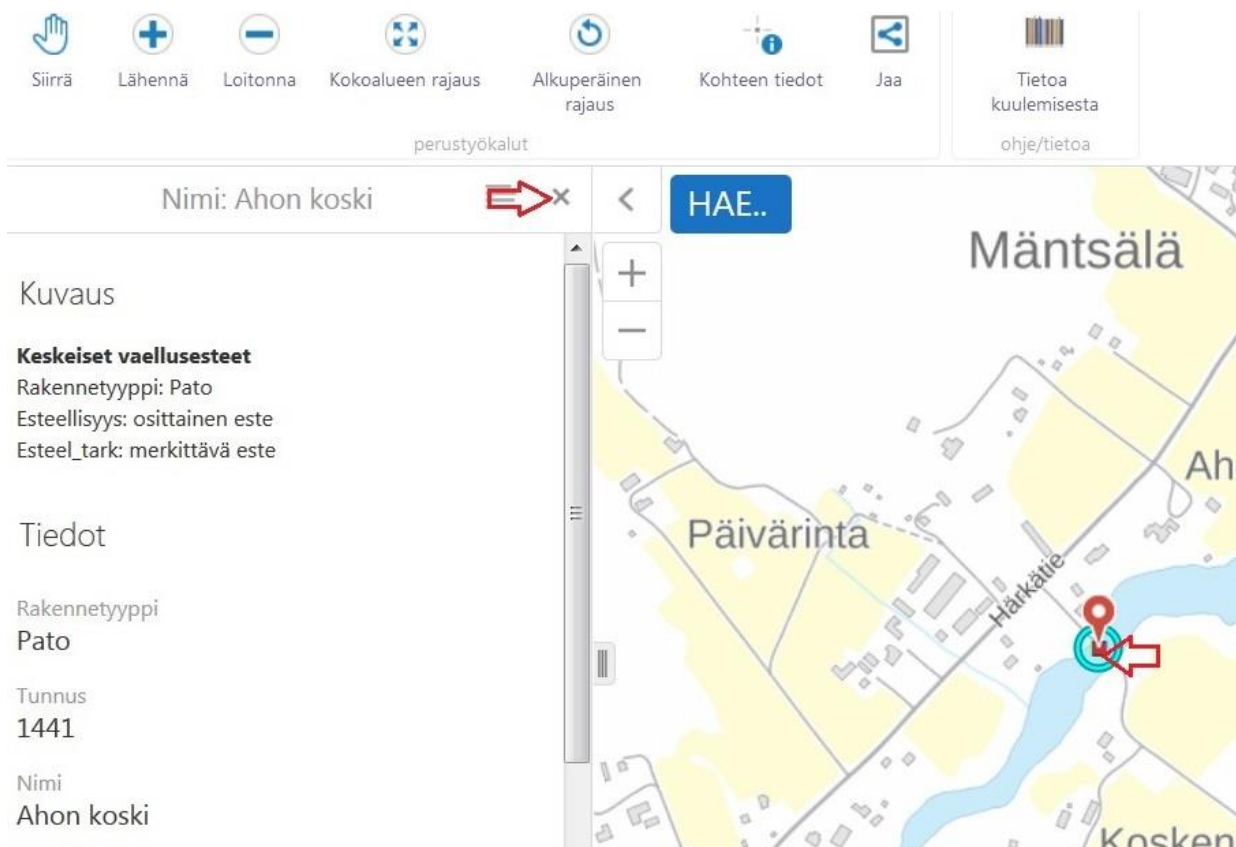 Siirrä
Lähennä
Loitonna
Kokoalueen rajaus
Alkuperäinen
rajaus
Kohteen tiedot
Jaa
Tietoa
kuulemisesta
perustyökalut
ohje/tietoa
Nimi: Ahon koski
HAE..
Kuvaus
Keskeiset vaellusesteet
Rakennetyyppi: Pato
Esteellisyys: osittainen este
Esteel_tark: merkittävä este
Tiedot
Rakennetyyppi
Pato
Tunnus
1441
Nimi
Ahon koski
Mäntsälä
Ah
Päivärinta
Härkätie
Kosken